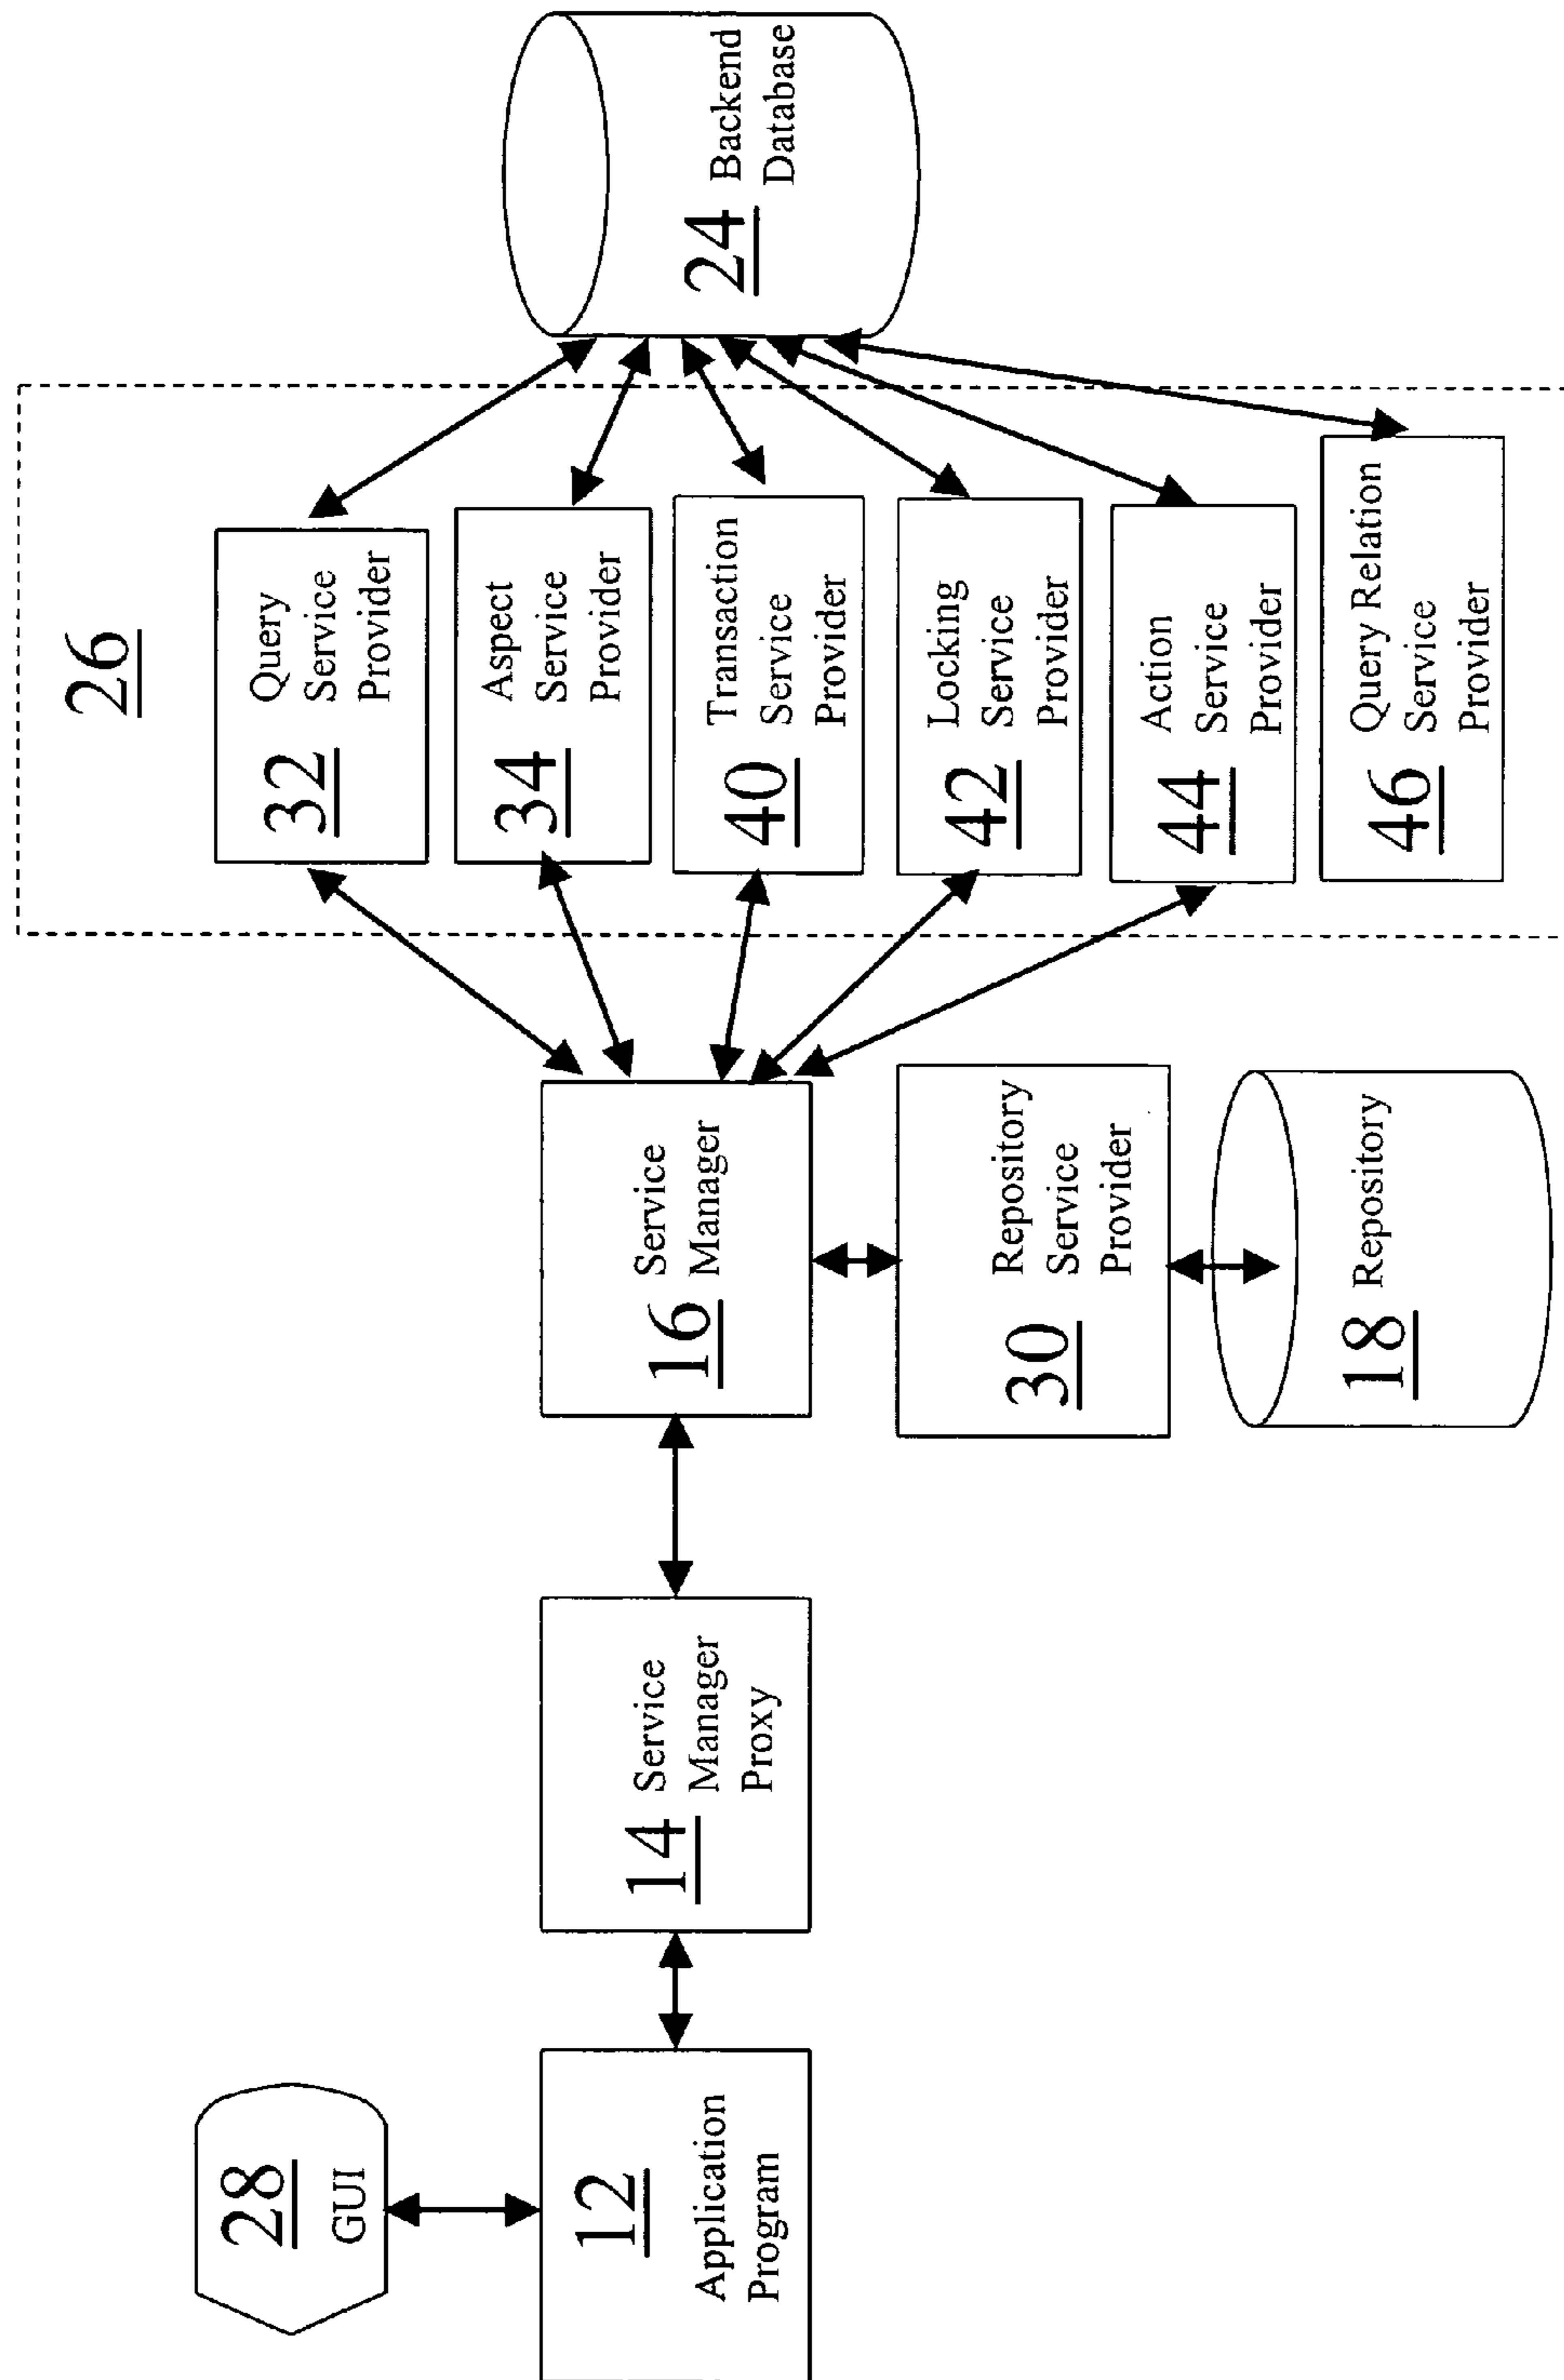 28
GUI
12
Application
Program
14 Service
Manager
Proxy
16 Service
Manager
30 Repository
Service
Provider
18 Repository
26
32 Query
Service
Provider
34 Aspect
Service
Provider
40 Transaction
Service
Provider
42 Locking
Service
Provider
44 Action
Service
Provider
46 Query Relation
Service
Provider
24 Backend
Database